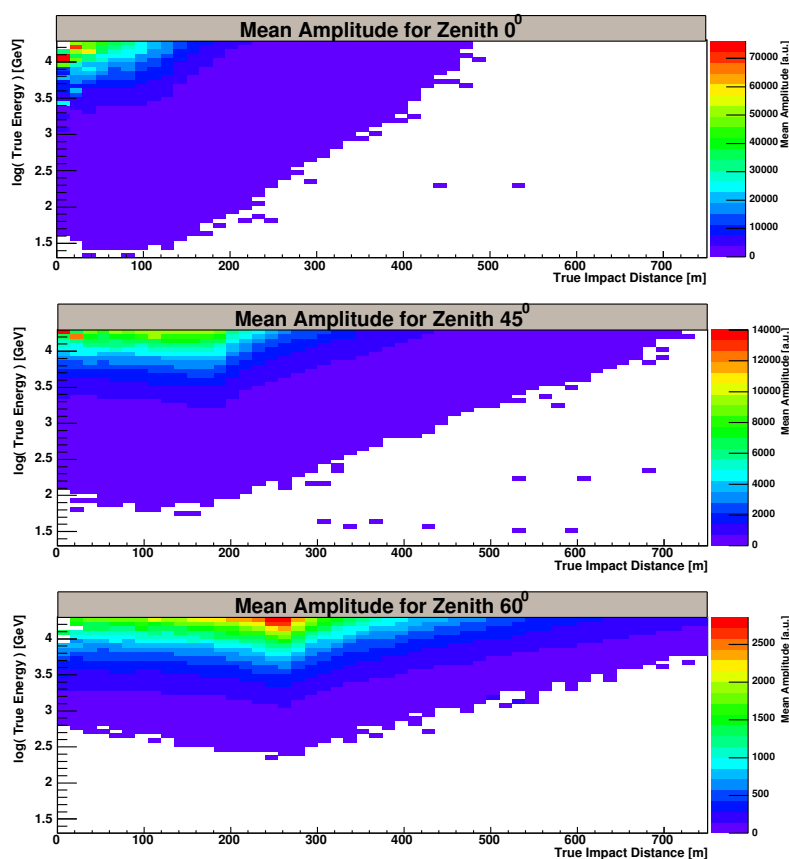 Mean Amplitude for Zenith 0⁰
log( True Energy ) [GeV]
4
3.5
3
2.5
2
1.5
0 100 200 300 400 500 600 700
True Impact Distance [m]
70000
60000
50000
40000
30000
20000
10000
0
Mean Amplitude [a.u.]
Mean Amplitude for Zenith 45⁰
log( True Energy ) [GeV]
4
3.5
3
2.5
2
1.5
0 100 200 300 400 500 600 700
True Impact Distance [m]
14000
12000
10000
8000
6000
4000
2000
0
Mean Amplitude [a.u.]
Mean Amplitude for Zenith 60⁰
log( True Energy ) [GeV]
4
3.5
3
2.5
2
1.5
0 100 200 300 400 500 600 700
True Impact Distance [m]
2500
2000
1500
1000
500
0
Mean Amplitude [a.u.]